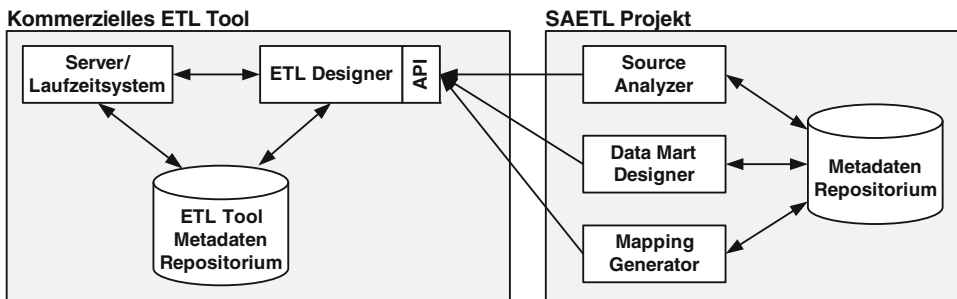 Kommerzielles ETL Tool
Server/
Laufzeitsystem
ETL Designer
API
ETL Tool
Metadaten
Repositorium
SAETL Projekt
Source
Analyzer
Data Mart
Designer
Mapping
Generator
Metadaten
Repositorium